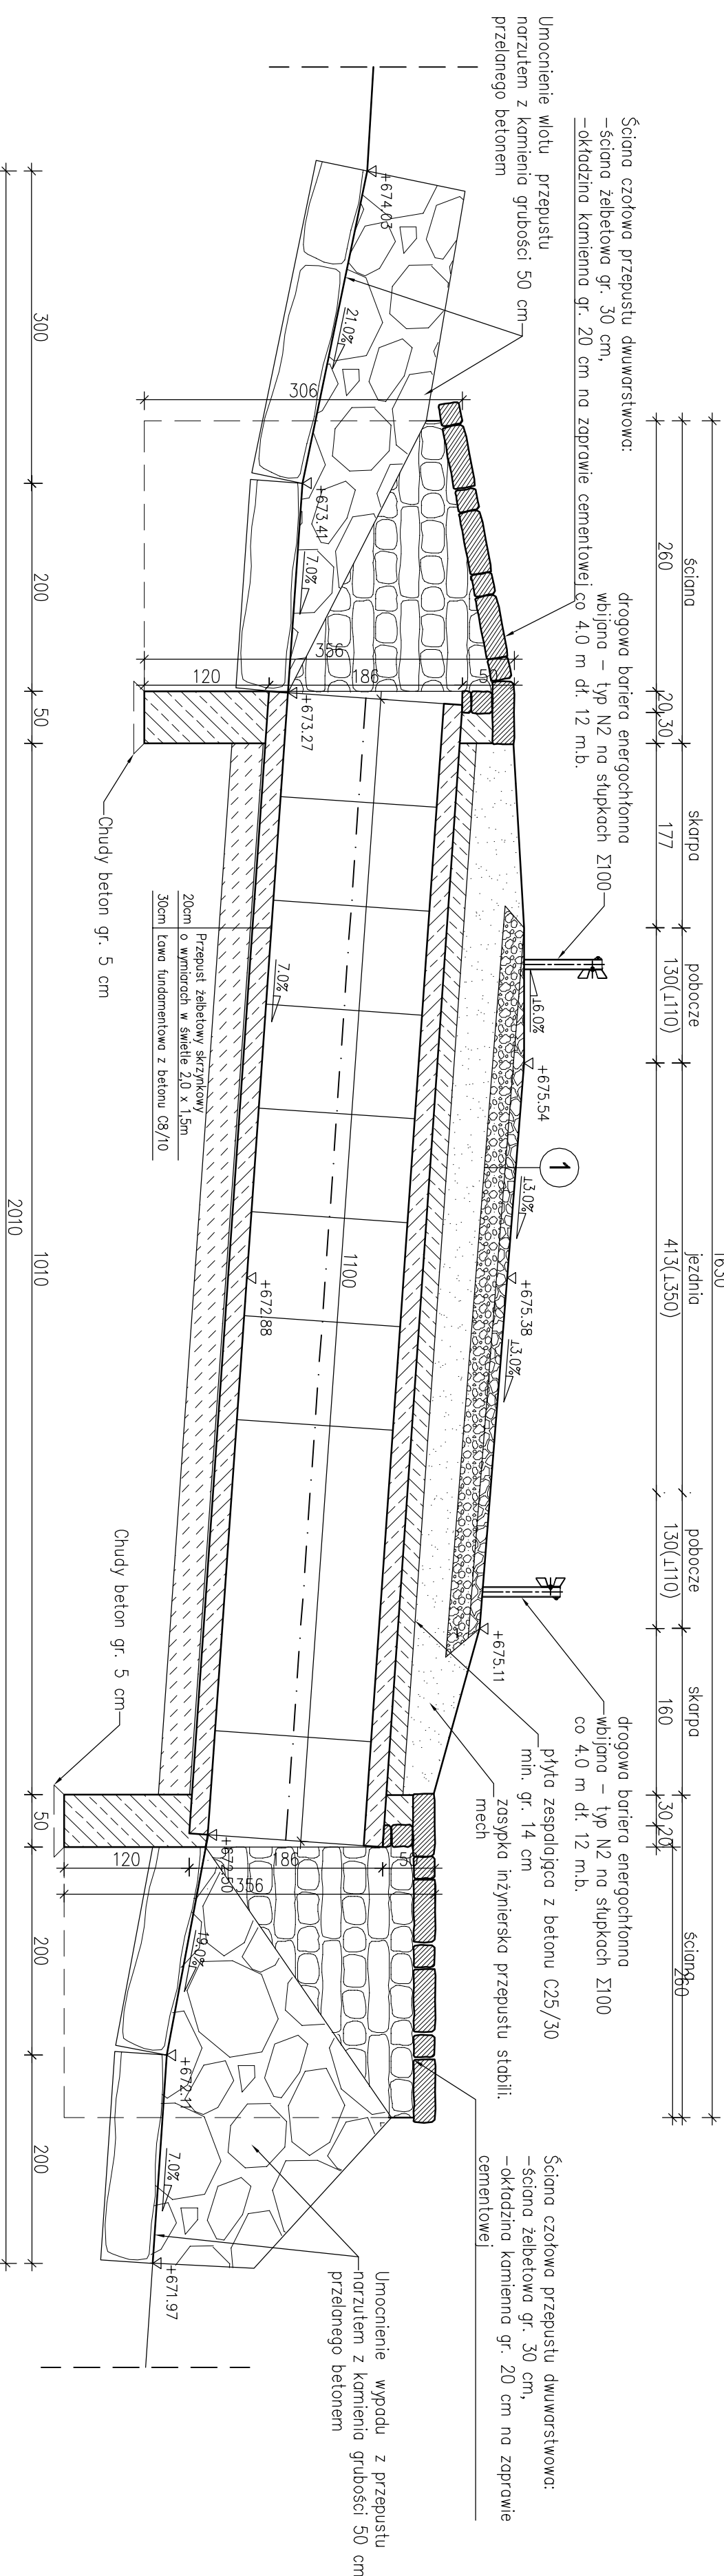 1630
ściana
skarpa
pobocze
jezdnia
pobocze
skarpa
ściana
260
20
30
177
130(⊥110)
413(⊥350)
130(⊥110)
160
30
20
260
Ściana czołowa przepustu dwuwarstwowa:
-ściana żelbetowa gr. 30 cm,
-okładzina kamienna gr. 20 cm na zaprawie cementowej
drogowa bariera energochłonna
wbijana - typ N2 na słupkach Σ100
co 4.0 m dł. 12 m.b.
drogowa bariera energochłonna
wbijana - typ N2 na słupkach Σ100
co 4.0 m dł. 12 m.b.
Umocnienie wlotu przepustu
narzutem z kamienia grubości 50 cm
przelanego betonem
płyta zespalająca z betonu C25/30
min. gr. 14 cm
zasypka inżynierska przepustu stabili.
mech
Ściana czołowa przepustu dwuwarstwowa:
-ściana żelbetowa gr. 30 cm,
-okładzina kamienna gr. 20 cm na zaprawie
cementowej
Umocnienie wypadu z przepustu
narzutem z kamienia grubości 50 cm
przelanego betonem
⊥6.0%
+675.54
1
⊥3.0%
+675.38
⊥3.0%
+675.11
+674.03
21.0%
306
+673.41
7.0%
356
50
186
120
+673.27
1100
7.0%
+672.88
+672.50
50
186
120
356
19.0%
+672.11
7.0%
+671.97
Przepust żelbetowy skrzynkowy
20cm o wymiarach w świetle 2,0 x 1,5m
30cm ława fundamentowa z betonu C8/10
Chudy beton gr. 5 cm
Chudy beton gr. 5 cm
300
200
50
1010
50
200
200
2010